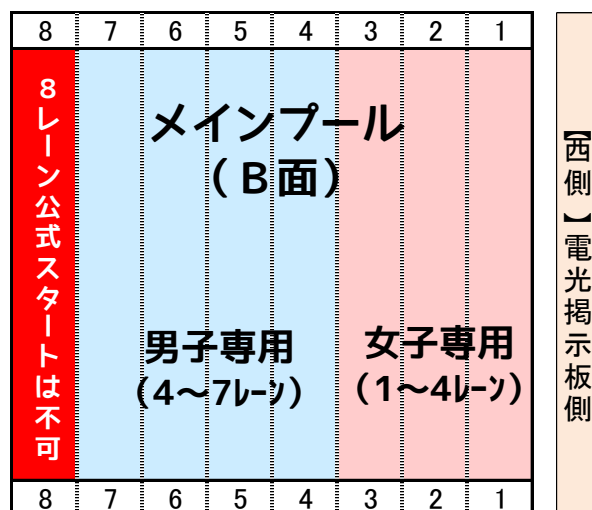 8 7 6 5 4 3 2 1
8レーン公式スタートは不可
メインプール
（B面）
男子専用
（4～7ﾚｰﾝ）
女子専用
（1～4ﾚｰﾝ）
8 7 6 5 4 3 2 1
【西側】電光掲示板側